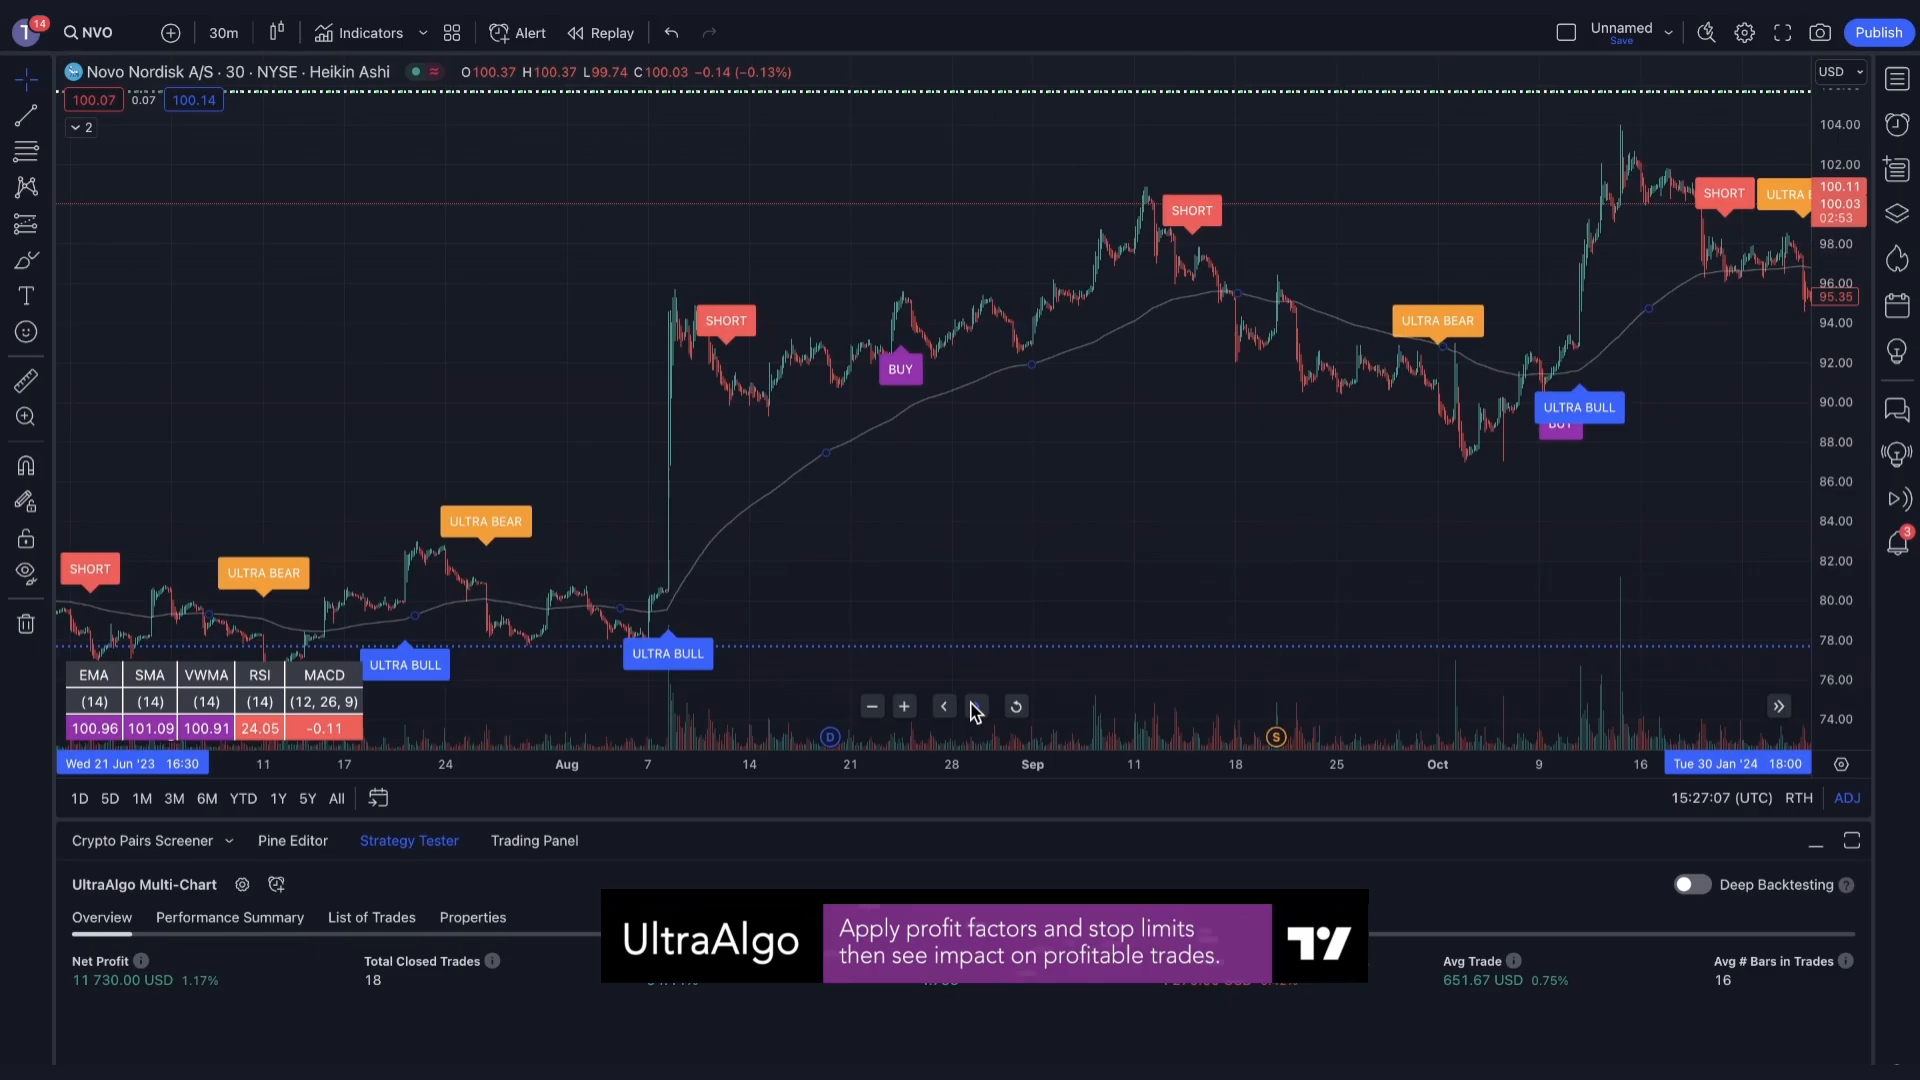 T 14 NVO 30m Indicators Alert Replay Unnamed Save Publish
Novo Nordisk A/S · 30 · NYSE · Heikin Ashi O100.37 H100.37 L99.74 C100.03 −0.14 (−0.13%) USD
100.07 0.07 100.14
2
104.00
102.00
100.11
100.03
02:53
98.00
96.00
95.35
94.00
92.00
90.00
88.00
86.00
84.00
82.00
80.00
78.00
76.00
74.00
SHORT
ULTRA BEAR
ULTRA BEAR
ULTRA BULL
ULTRA BULL
SHORT
BUY
SHORT
ULTRA BEAR
ULTRA BULL
BUY
SHORT
ULTRA B
3
EMA SMA VWMA RSI MACD
(14) (14) (14) (14) (12, 26, 9)
100.96 101.09 100.91 24.05 -0.11
D S
Wed 21 Jun '23 16:30 11 17 24 Aug 7 14 21 28 Sep 11 18 25 Oct 9 16 Tue 30 Jan '24 18:00
1D 5D 1M 3M 6M YTD 1Y 5Y All 15:27:07 (UTC) RTH ADJ
Crypto Pairs Screener Pine Editor Strategy Tester Trading Panel
UltraAlgo Multi-Chart Deep Backtesting
Overview Performance Summary List of Trades Properties
Net Profit Total Closed Trades Avg Trade Avg # Bars in Trades
11 730.00 USD 1.17% 18 651.67 USD 0.75% 16
UltraAlgo
Apply profit factors and stop limits
then see impact on profitable trades.